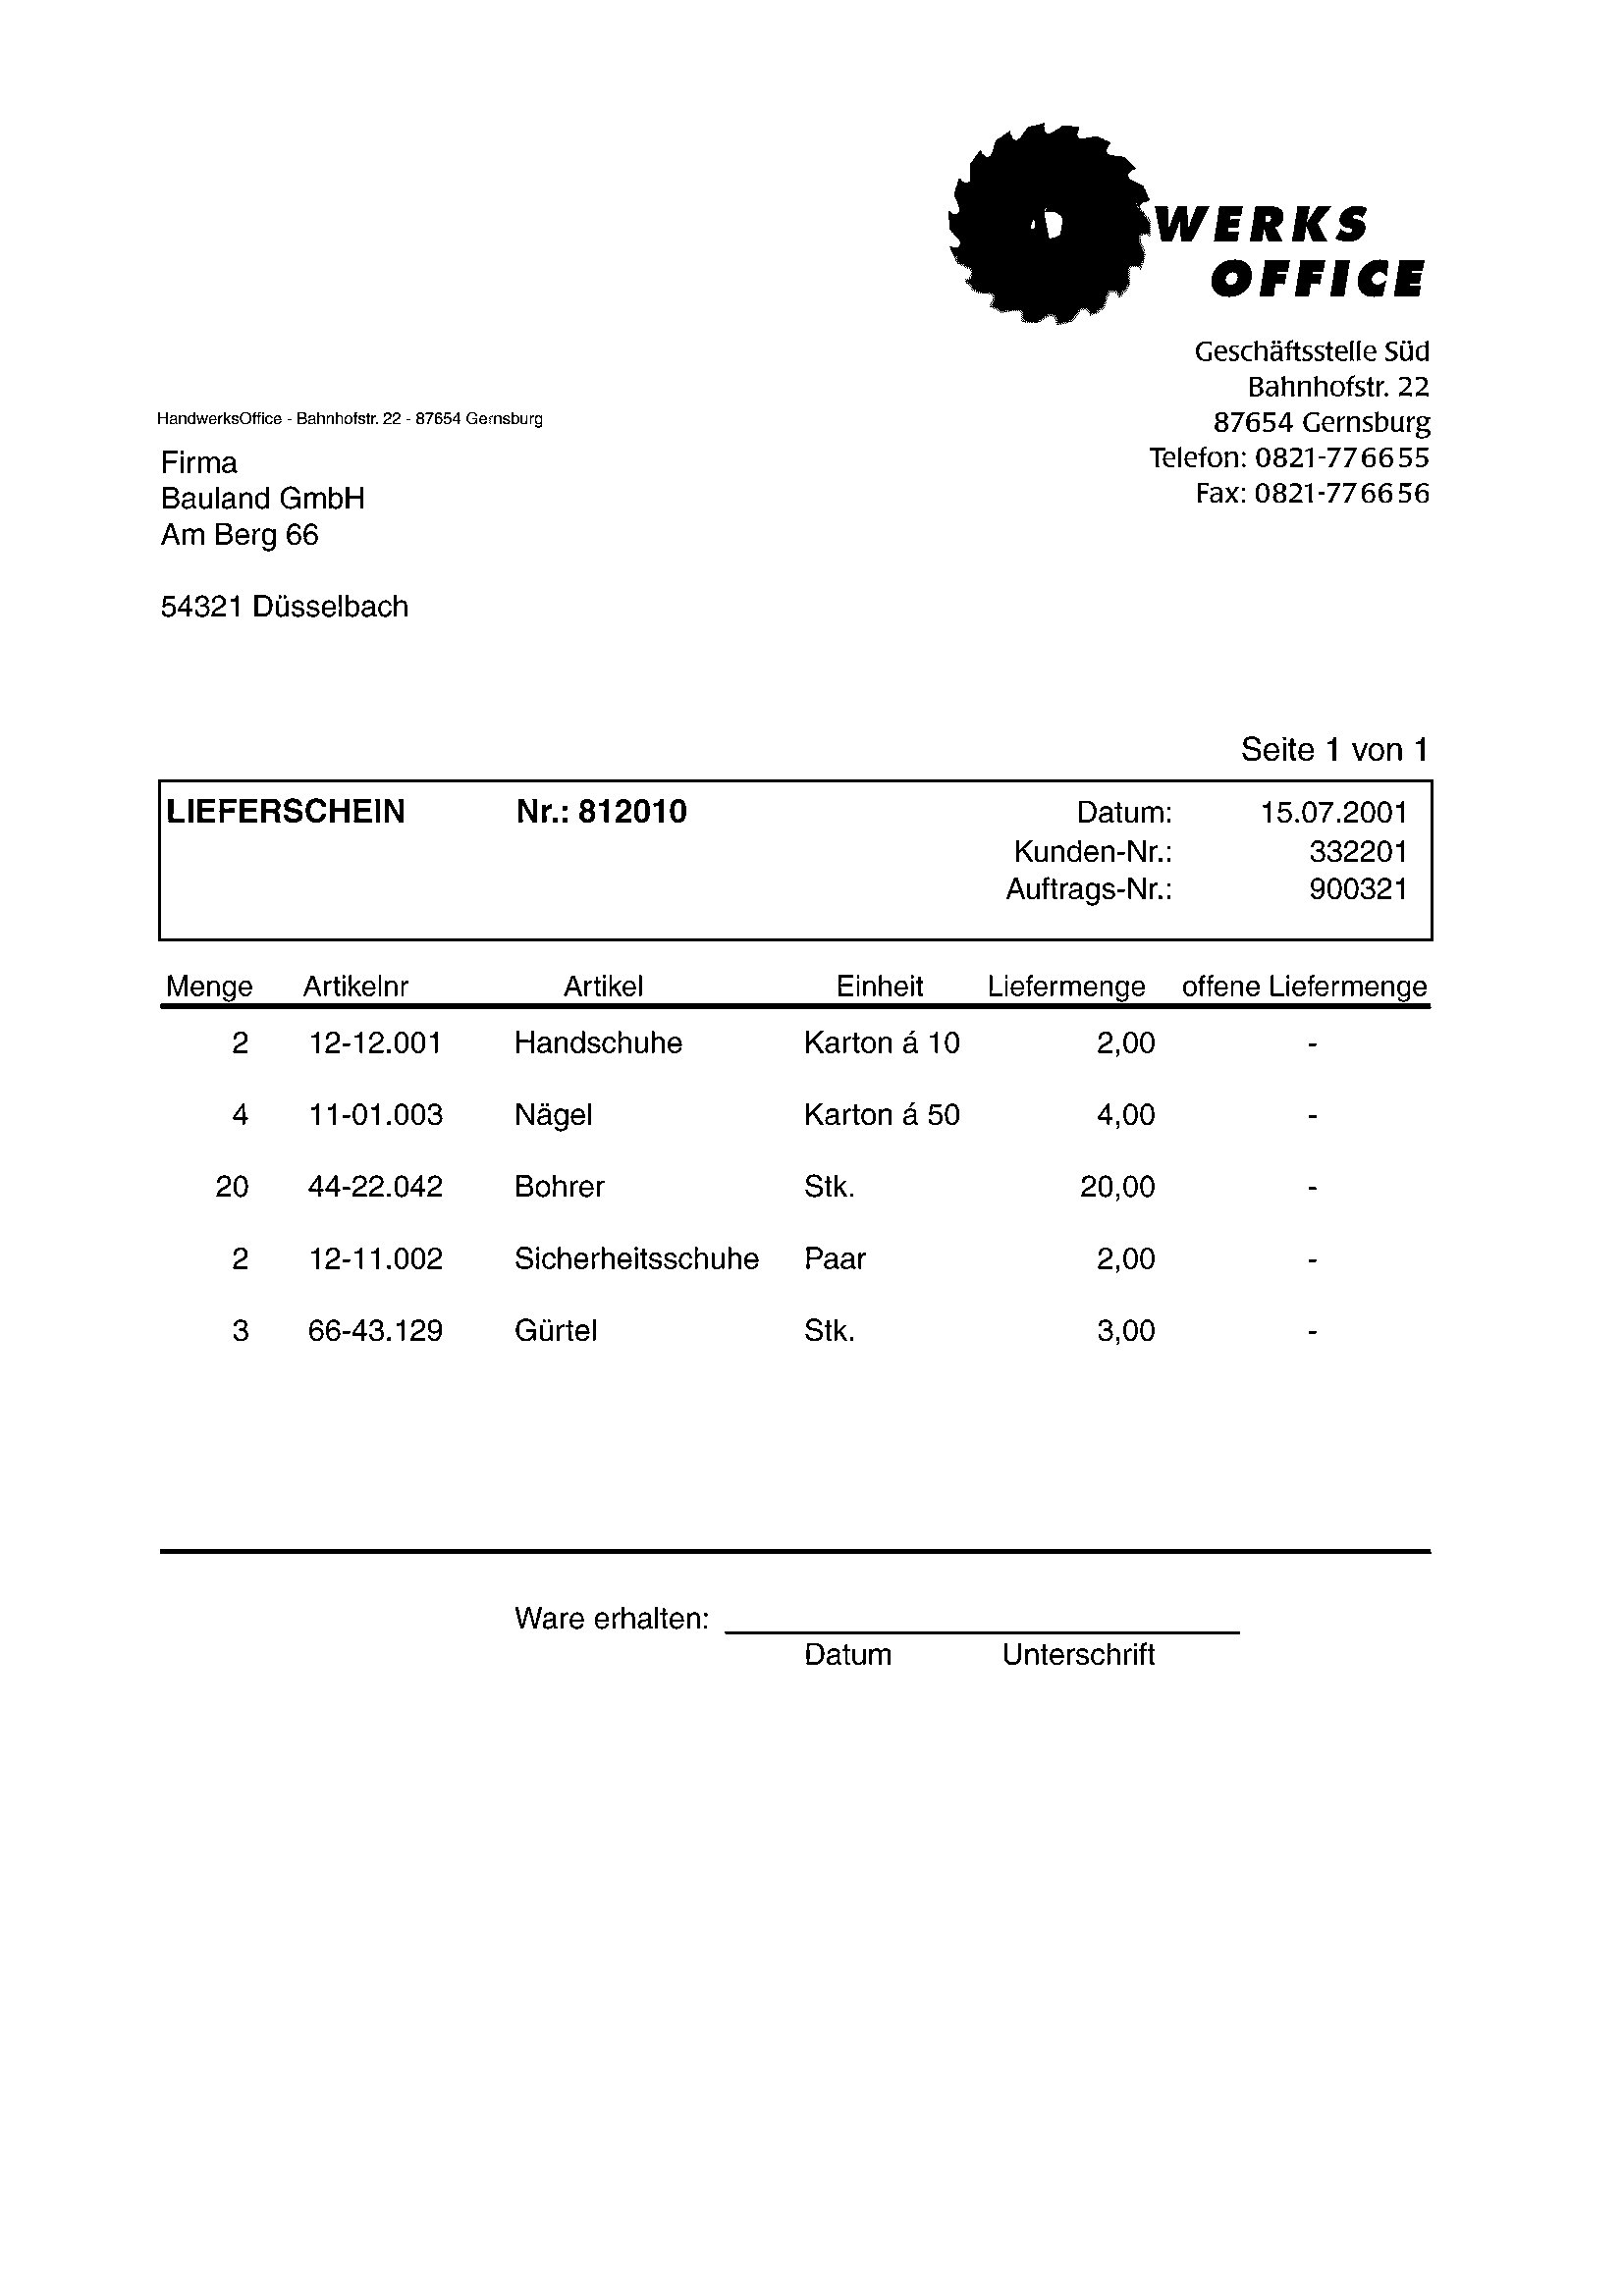 WERKS
OFFICE
Geschäftsstelle Süd
Bahnhofstr. 22
87654 Gernsburg
Telefon: 0821-776655
Fax: 0821-776656
HandwerksOffice - Bahnhofstr. 22 - 87654 Gernsburg
Firma
Bauland GmbH
Am Berg 66
54321 Düsselbach
Seite 1 von 1
LIEFERSCHEIN Nr.: 812010 Datum: 15.07.2001
Kunden-Nr.: 332201
Auftrags-Nr.: 900321
Menge Artikelnr Artikel Einheit Liefermenge offene Liefermenge
2 12-12.001 Handschuhe Karton á 10 2,00 -
4 11-01.003 Nägel Karton á 50 4,00 -
20 44-22.042 Bohrer Stk. 20,00 -
2 12-11.002 Sicherheitsschuhe Paar 2,00 -
3 66-43.129 Gürtel Stk. 3,00 -
Ware erhalten:
Datum Unterschrift